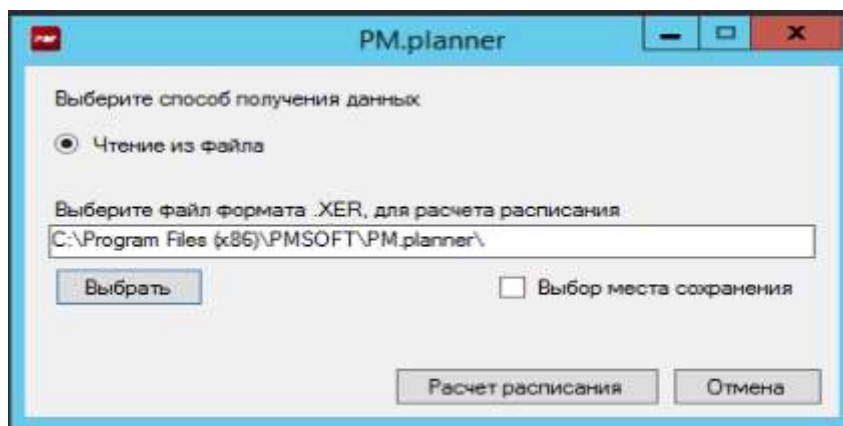 PM.planner
Выберите способ получения данных
Чтение из файла
Выберите файл формата .XER, для расчета расписания
C:\Program Files (x86)\PMSOFT\PM.planner\
Выбрать
Выбор места сохранения
Расчет расписания
Отмена